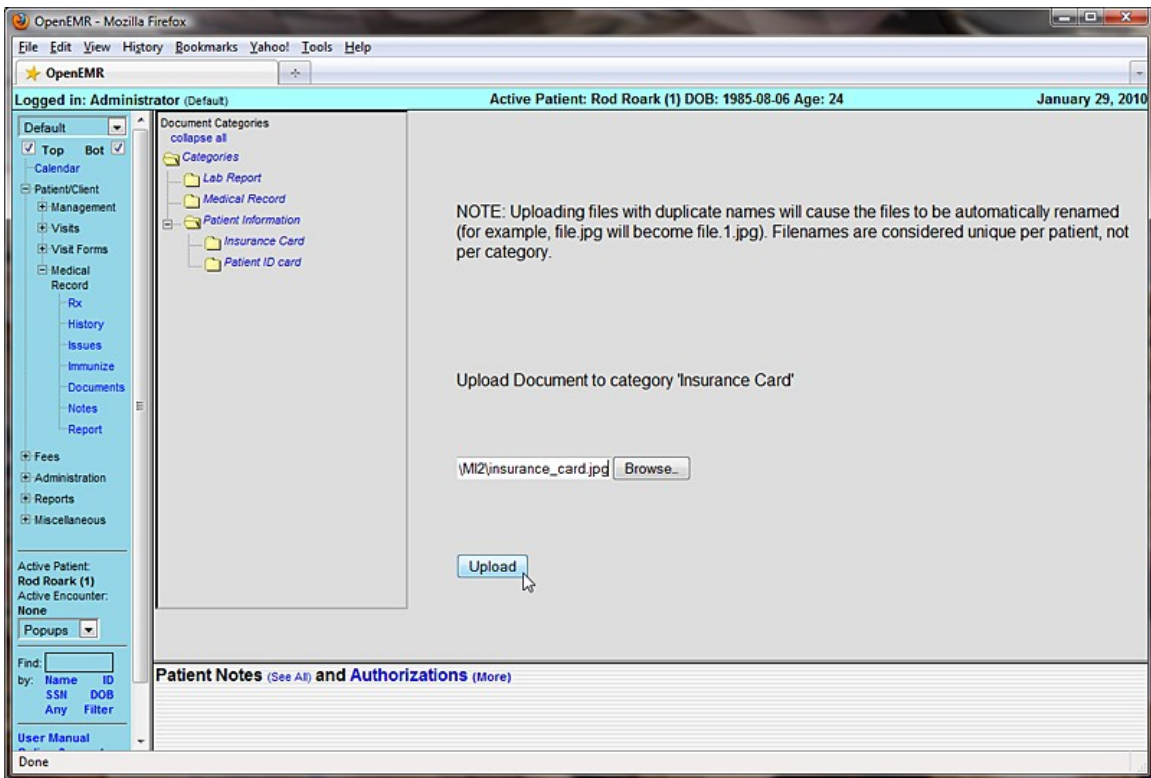 OpenEMR - Mozilla Firefox
File Edit View History Bookmarks Yahoo! Tools Help
OpenEMR
Logged in: Administrator (Default) Active Patient: Rod Roark (1) DOB: 1985-08-06 Age: 24 January 29, 2010
Default
Top Bot
Calendar
Patient/Client
Management
Visits
Visit Forms
Medical
Record
Rx
History
Issues
Immunize
Documents
Notes
Report
Fees
Administration
Reports
Miscellaneous
Active Patient:
Rod Roark (1)
Active Encounter:
None
Popups
Find:
by: Name ID
SSN DOB
Any Filter
User Manual
Document Categories
collapse all
Categories
Lab Report
Medical Record
Patient Information
Insurance Card
Patient ID card
NOTE: Uploading files with duplicate names will cause the files to be automatically renamed
(for example, file.jpg will become file.1.jpg). Filenames are considered unique per patient, not
per category.
Upload Document to category 'Insurance Card'
\MI2\insurance_card.jpg Browse...
Upload
Patient Notes (See All) and Authorizations (More)
Done